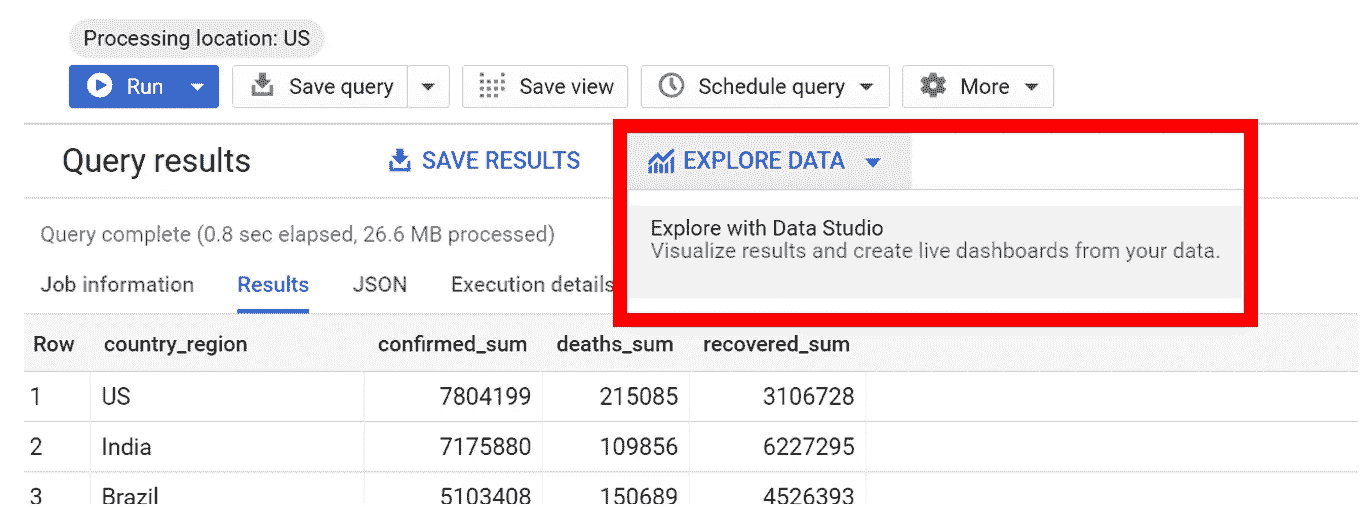 Processing location: US
Run Save query Save view Schedule query More
Query results SAVE RESULTS EXPLORE DATA
Explore with Data Studio
Visualize results and create live dashboards from your data.
Query complete (0.8 sec elapsed, 26.6 MB processed)
Job information Results JSON Execution details
Row country_region confirmed_sum deaths_sum recovered_sum
1 US 7804199 215085 3106728
2 India 7175880 109856 6227295
3 Brazil 5103408 150689 4526393